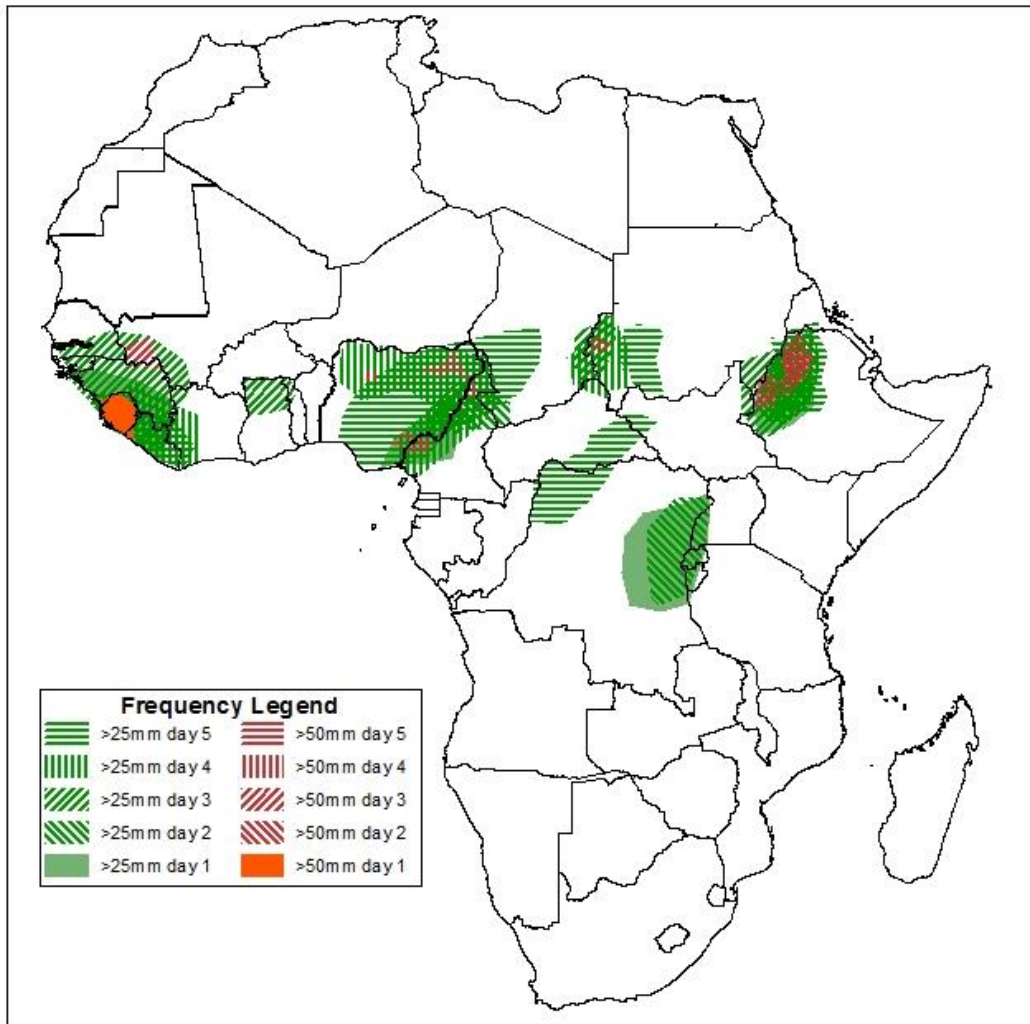 Frequency Legend
>25mm day 5 >50mm day 5
>25mm day 4 >50mm day 4
>25mm day 3 >50mm day 3
>25mm day 2 >50mm day 2
>25mm day 1 >50mm day 1